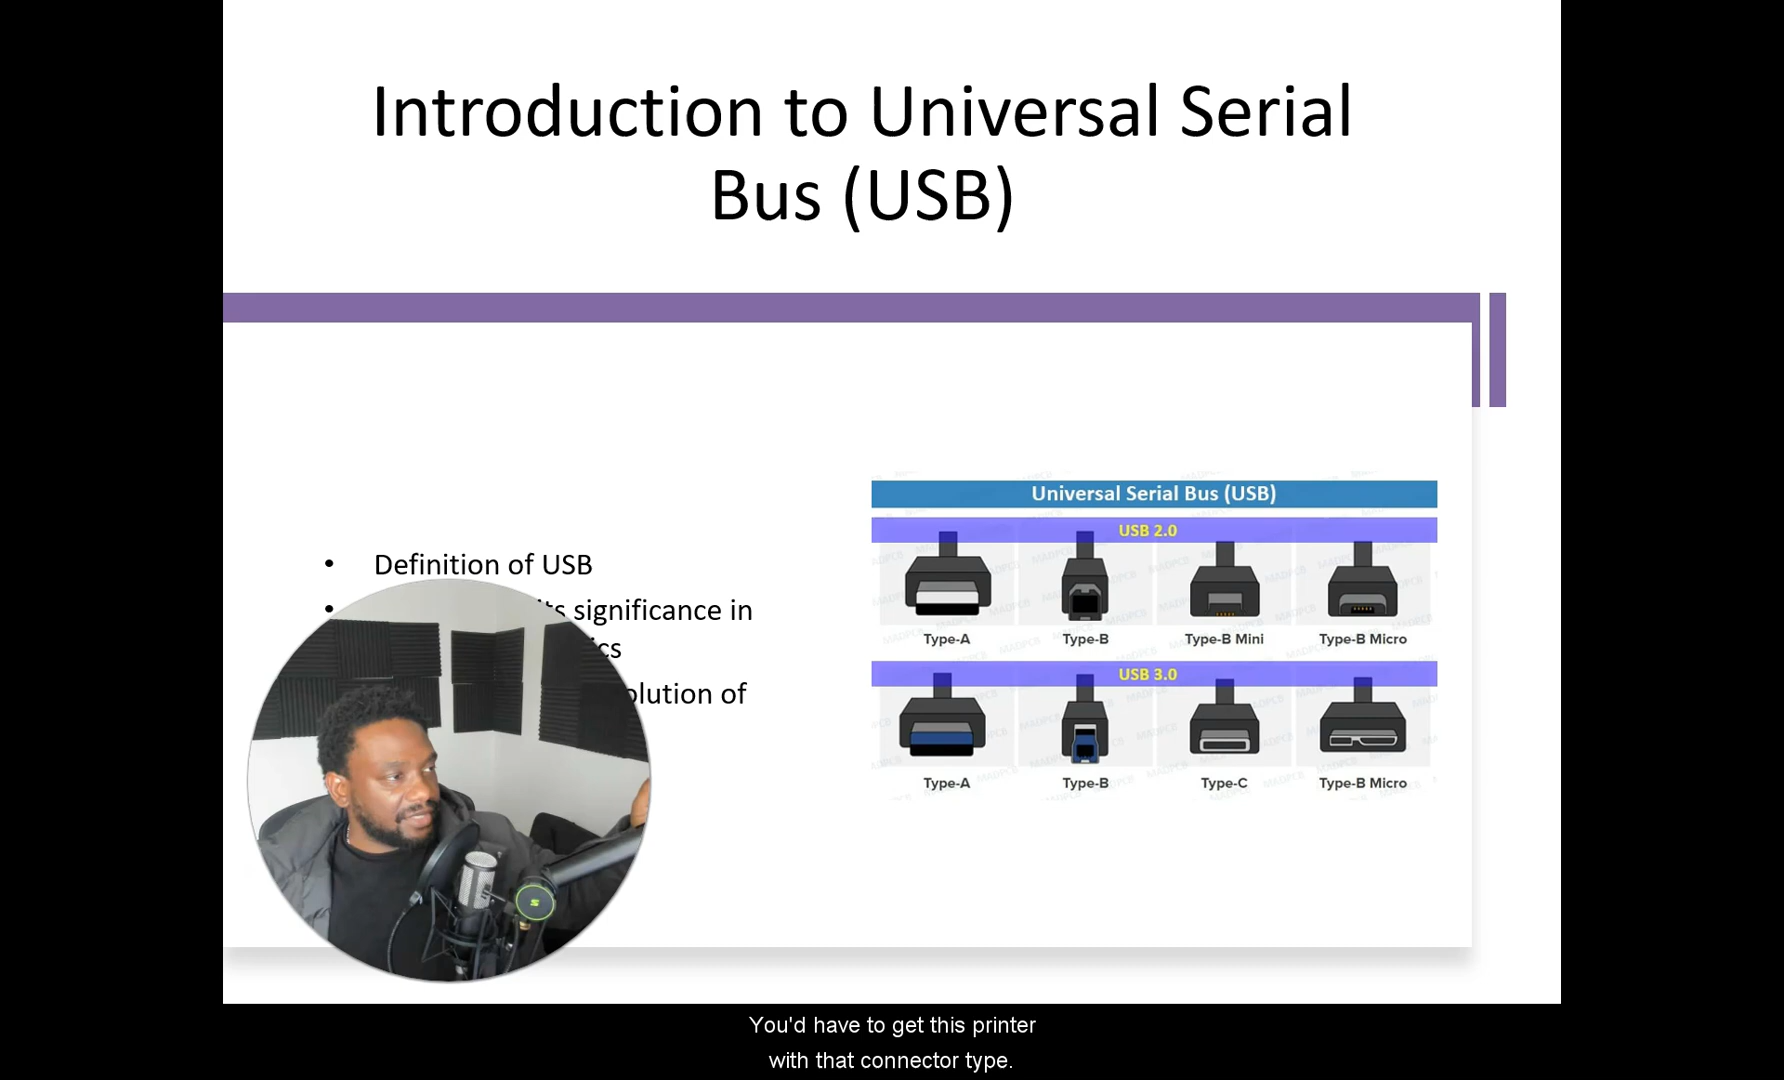 Introduction to Universal Serial
Bus (USB)
• Definition of USB
• significance in
olution of
Universal Serial Bus (USB)
USB 2.0
Type-A Type-B Type-B Mini Type-B Micro
USB 3.0
Type-A Type-B Type-C Type-B Micro
You'd have to get this printer
with that connector type.